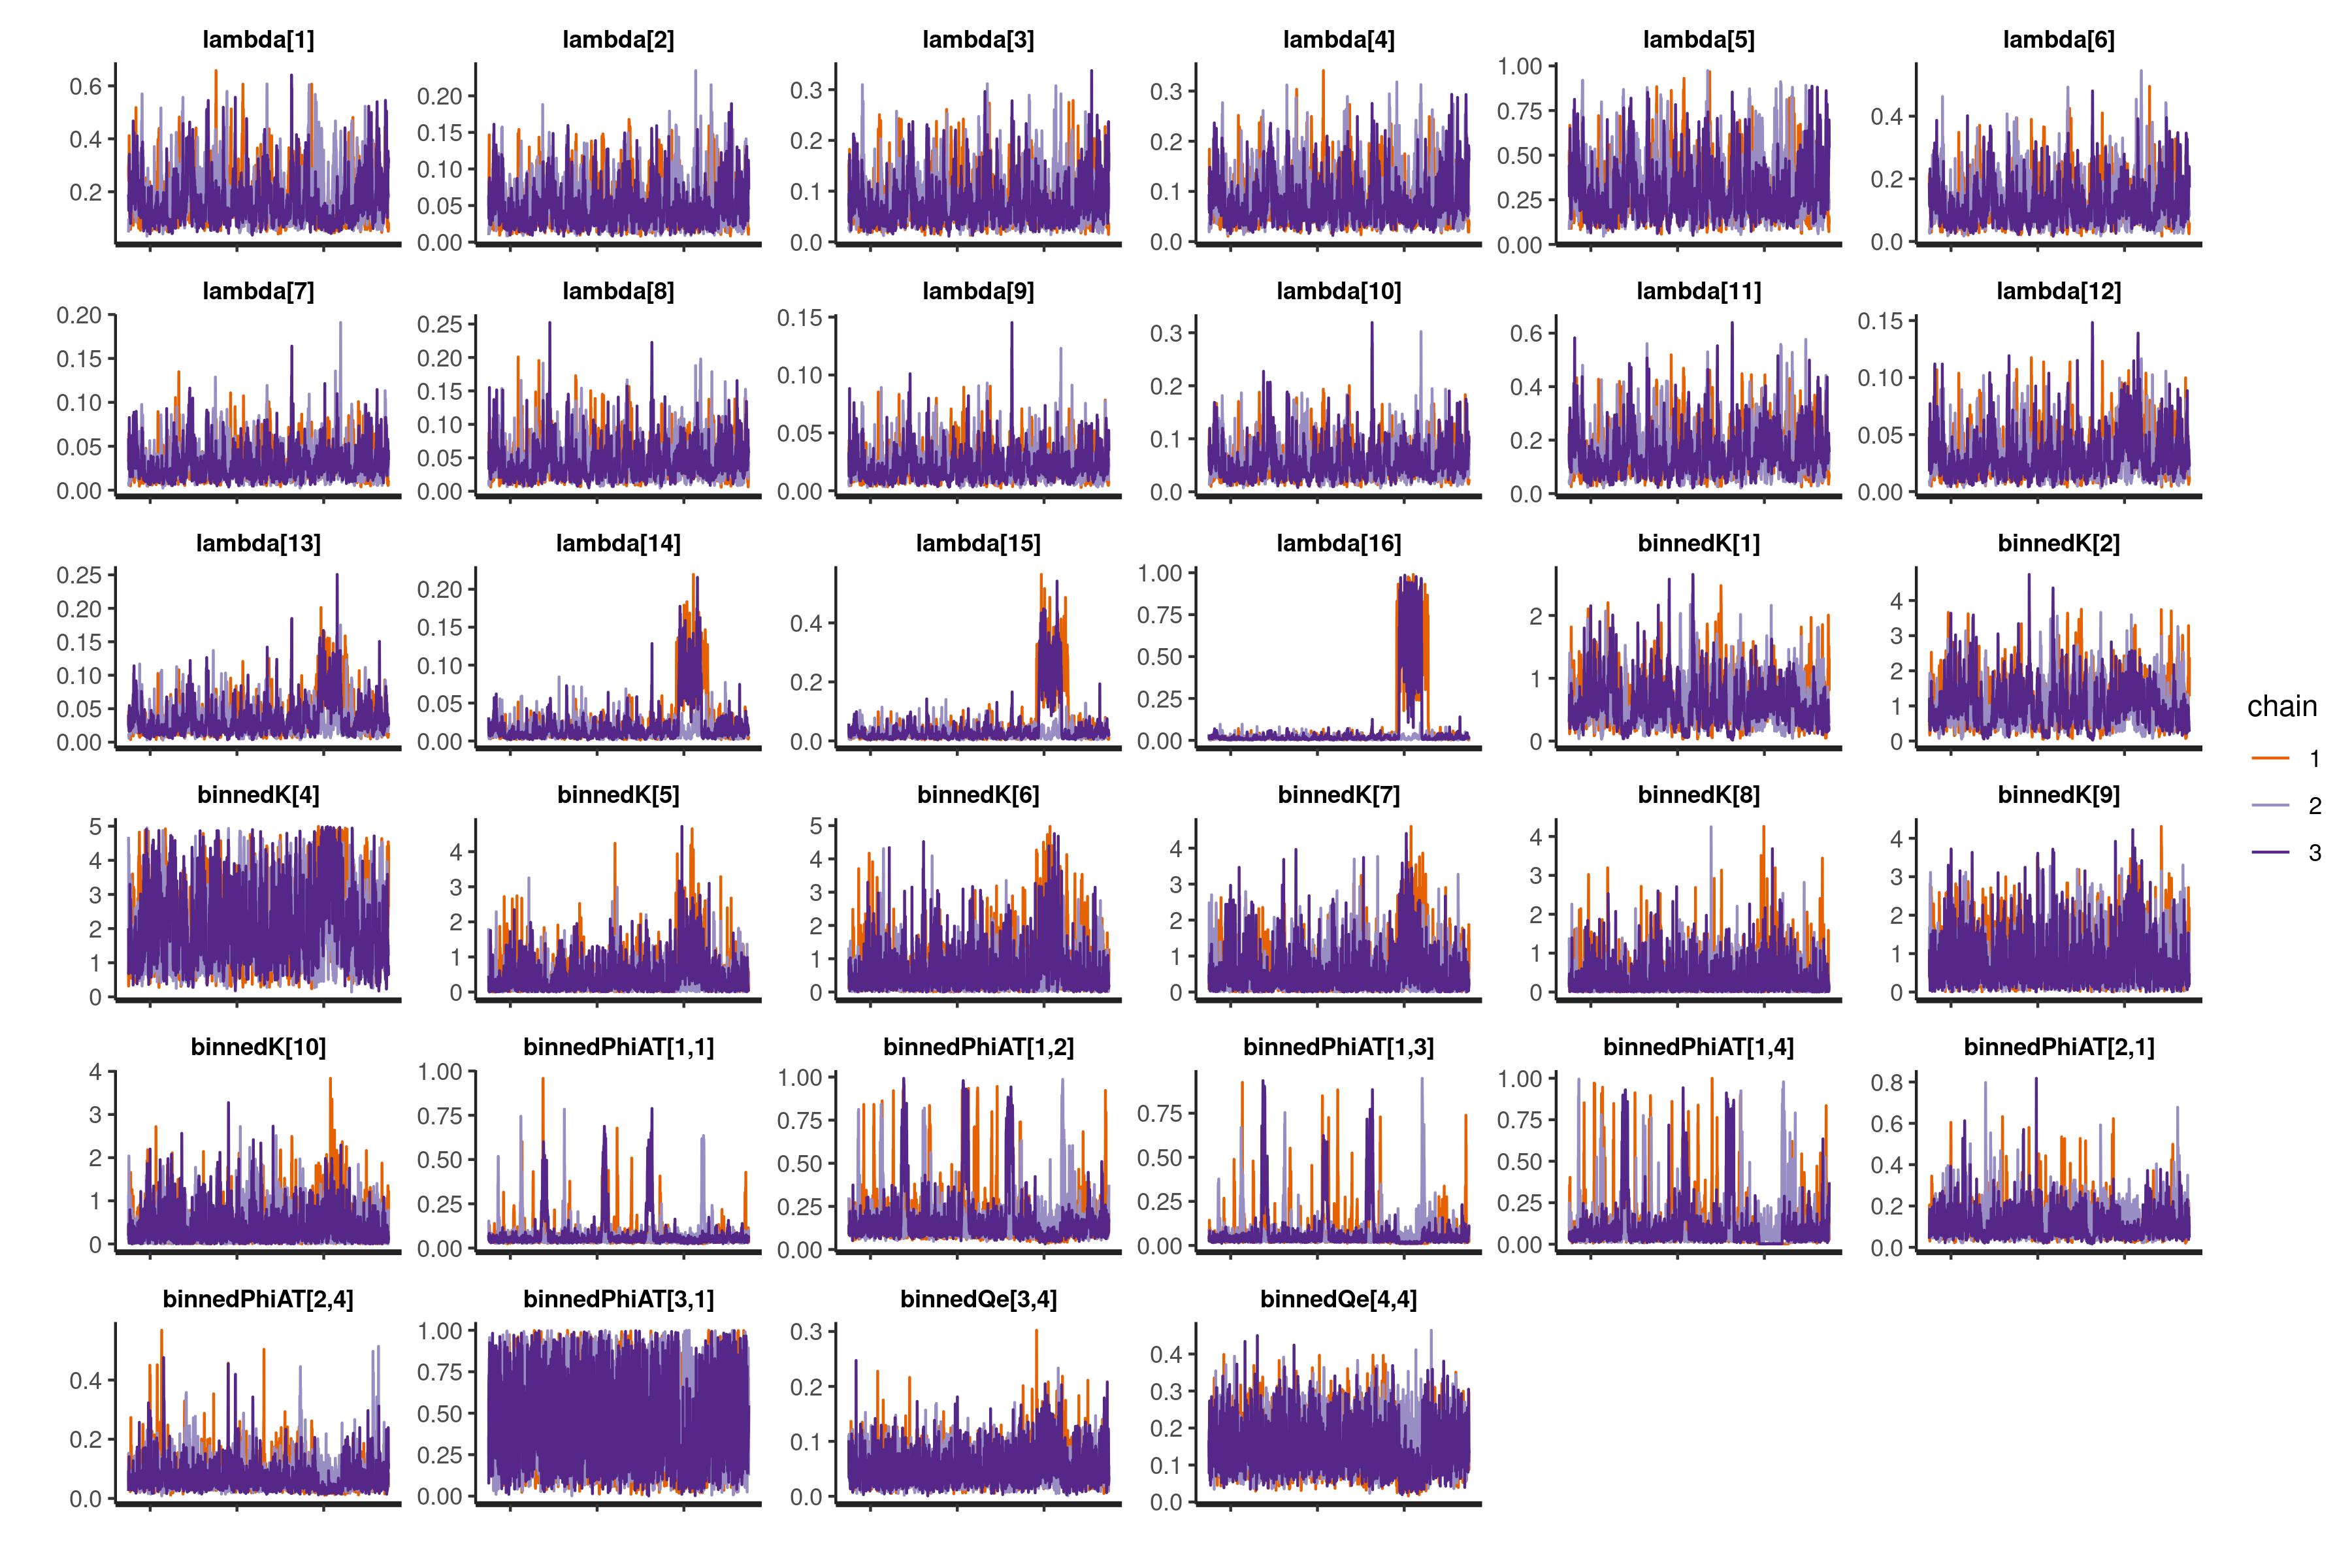 lambda[1] lambda[2] lambda[3] lambda[4] lambda[5] lambda[6]
0.6 0.4 0.2
0.20 0.15 0.10 0.05 0.00
0.3 0.2 0.1 0.0
0.3 0.2 0.1 0.0
1.00 0.75 0.50 0.25 0.00
0.4 0.2 0.0
lambda[7] lambda[8] lambda[9] lambda[10] lambda[11] lambda[12]
0.20 0.15 0.10 0.05 0.00
0.25 0.20 0.15 0.10 0.05 0.00
0.15 0.10 0.05 0.00
0.3 0.2 0.1 0.0
0.6 0.4 0.2 0.0
0.15 0.10 0.05 0.00
lambda[13] lambda[14] lambda[15] lambda[16] binnedK[1] binnedK[2]
0.25 0.20 0.15 0.10 0.05 0.00
0.20 0.15 0.10 0.05 0.00
0.4 0.2 0.0
1.00 0.75 0.50 0.25 0.00
2 1 0
4 3 2 1 0
binnedK[4] binnedK[5] binnedK[6] binnedK[7] binnedK[8] binnedK[9]
5 4 3 2 1 0
4 3 2 1 0
5 4 3 2 1 0
4 3 2 1 0
4 3 2 1 0
4 3 2 1 0
binnedK[10] binnedPhiAT[1,1] binnedPhiAT[1,2] binnedPhiAT[1,3] binnedPhiAT[1,4] binnedPhiAT[2,1]
4 3 2 1 0
1.00 0.75 0.50 0.25 0.00
1.00 0.75 0.50 0.25 0.00
0.75 0.50 0.25 0.00
1.00 0.75 0.50 0.25 0.00
0.8 0.6 0.4 0.2 0.0
binnedPhiAT[2,4] binnedPhiAT[3,1] binnedQe[3,4] binnedQe[4,4]
0.4 0.2 0.0
1.00 0.75 0.50 0.25 0.00
0.3 0.2 0.1 0.0
0.4 0.3 0.2 0.1 0.0
chain
1
2
3